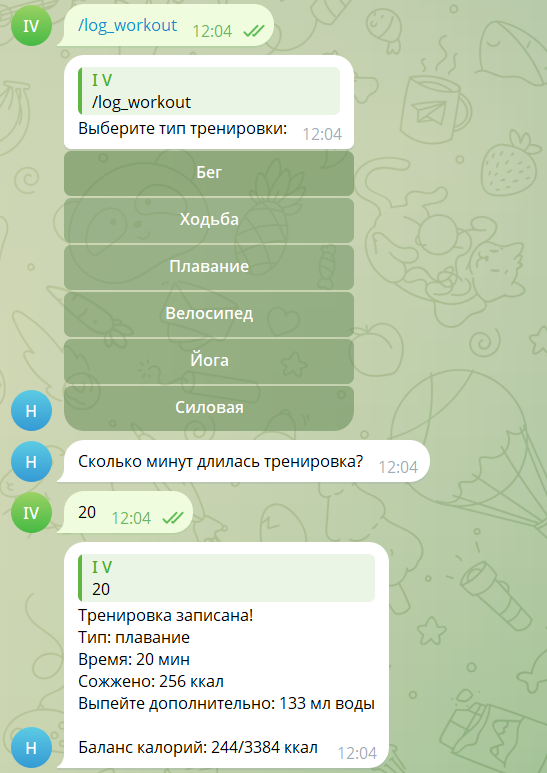 IV
/log_workout 12:04
I V
/log_workout
Выберите тип тренировки: 12:04
Бег
Ходьба
Плавание
Велосипед
Йога
Силовая
Н
Н
Сколько минут длилась тренировка? 12:04
IV
20 12:04
I V
20
Тренировка записана!
Тип: плавание
Время: 20 мин
Сожжено: 256 ккал
Выпейте дополнительно: 133 мл воды
Н
Баланс калорий: 244/3384 ккал 12:04